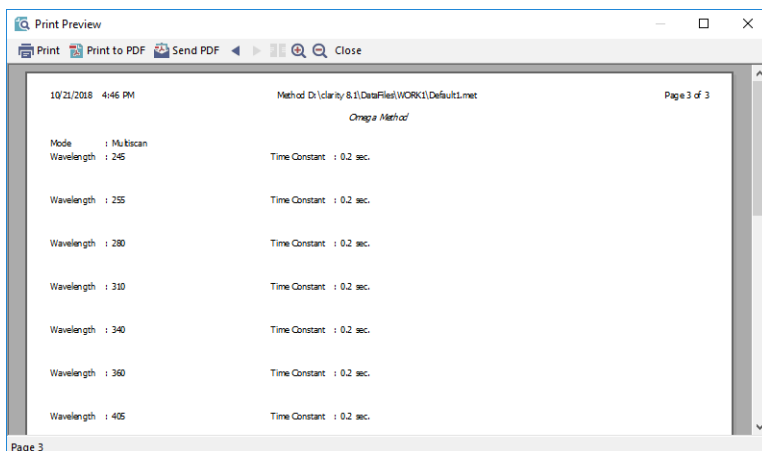 Print Preview
Print Print to PDF Send PDF Close
10/21/2018 4:46 PM Method D:\clarity 8.1\DataFiles\WORK1\Default1.met Page 3 of 3
Omega Method
Mode : Multiscan
Wavelength : 245 Time Constant : 0.2 sec.
Wavelength : 255 Time Constant : 0.2 sec.
Wavelength : 280 Time Constant : 0.2 sec.
Wavelength : 310 Time Constant : 0.2 sec.
Wavelength : 340 Time Constant : 0.2 sec.
Wavelength : 360 Time Constant : 0.2 sec.
Wavelength : 405 Time Constant : 0.2 sec.
Page 3